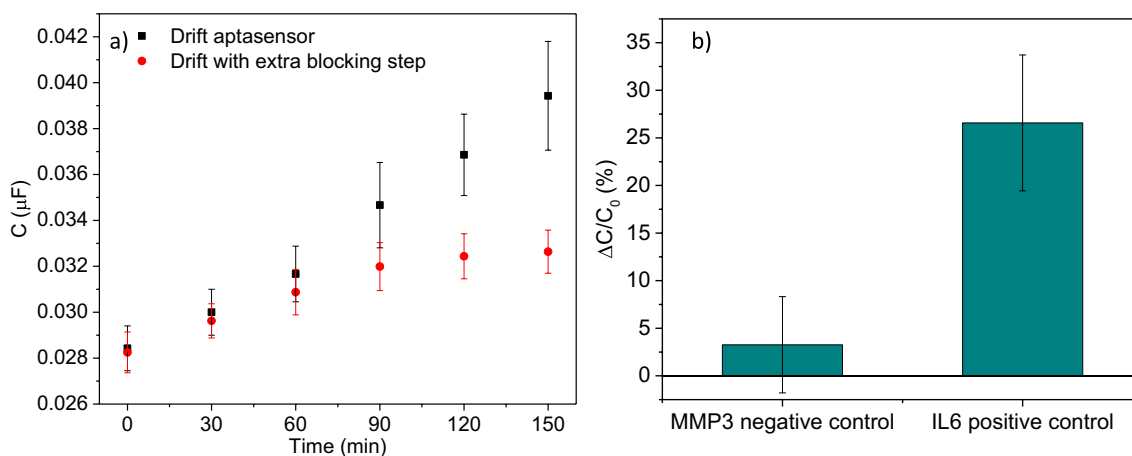 a)
Drift aptasensor
Drift with extra blocking step
0.042
0.040
0.038
0.036
0.034
0.032
0.030
0.028
0.026
C (μF)
0 30 60 90 120 150
Time (min)
b)
35
30
25
20
15
10
5
0
ΔC/C₀ (%)
MMP3 negative control IL6 positive control